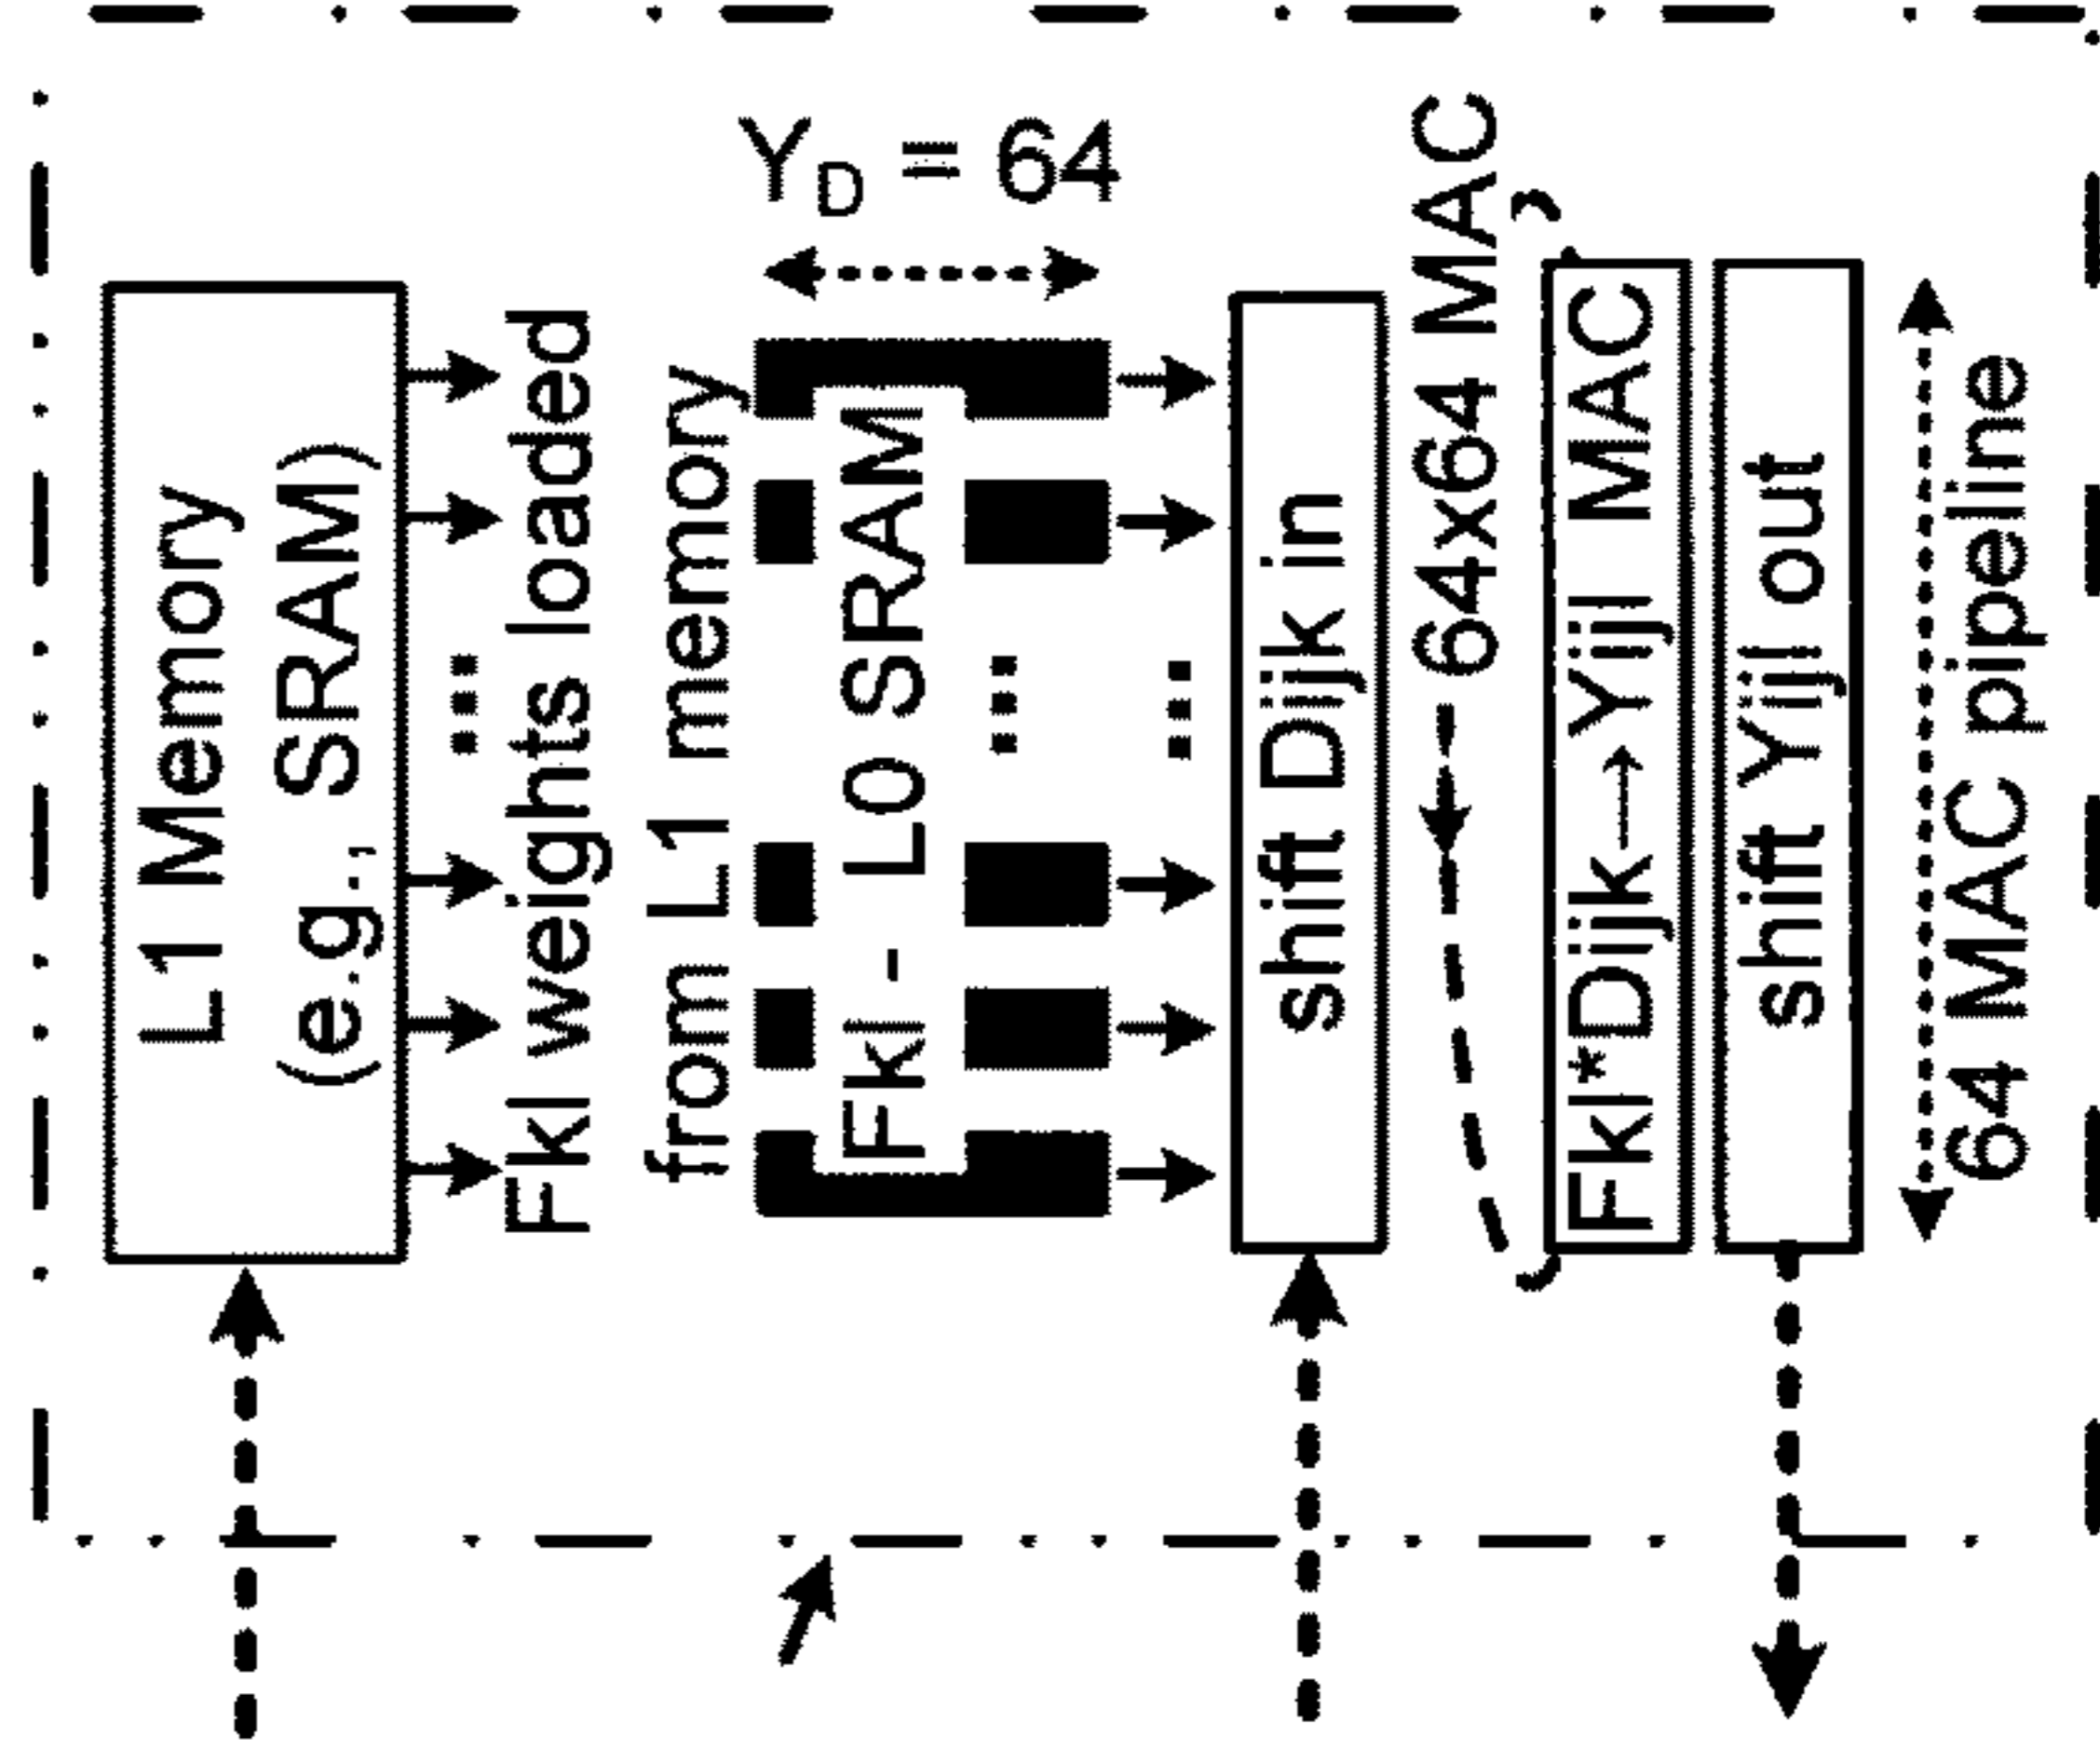 L1 Memory
(e.g., SRAM)
Fkl weights loaded
from L1 memory
Y_D = 64
Fkl - L0 SRAM
shift Dijk in
64x64 MAC
Fkl*Dijk→Yijl MAC
shift Yijl out
64 MAC pipeline